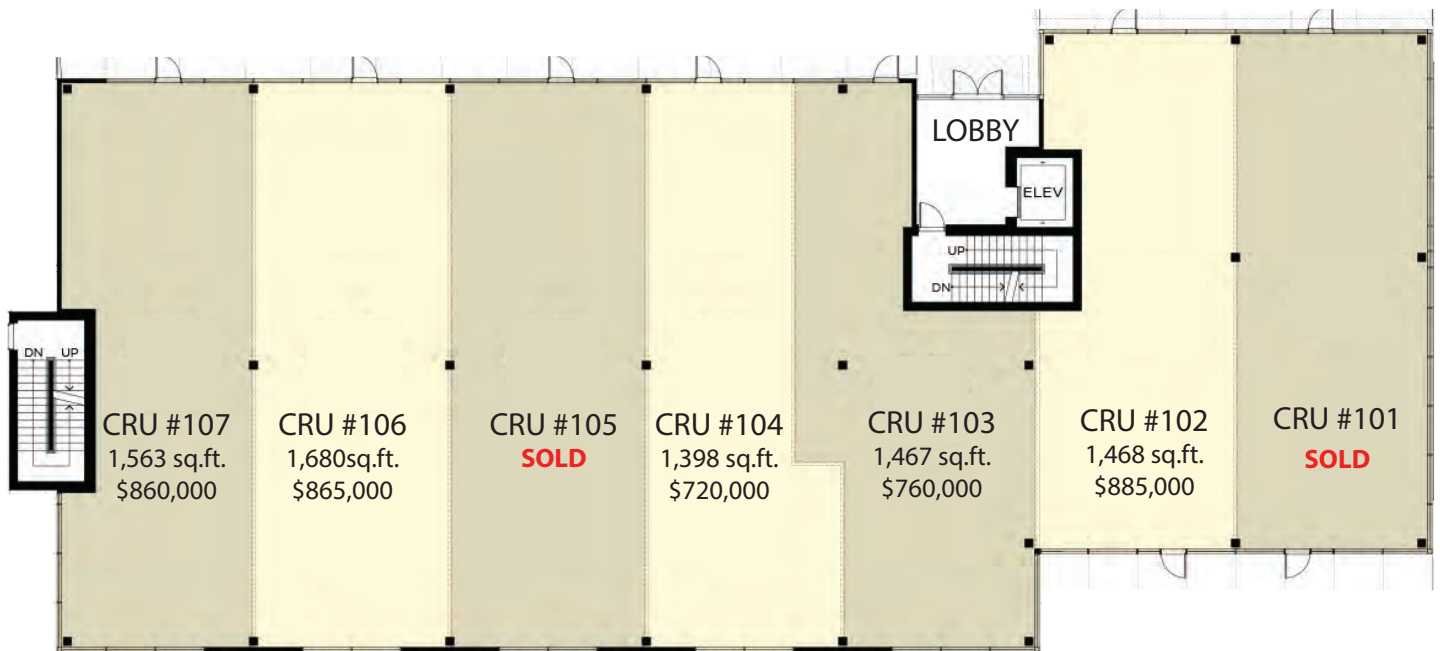 LOBBY
ELEV
UP
DN
DN UP
CRU #107
1,563 sq.ft.
$860,000
CRU #106
1,680sq.ft.
$865,000
CRU #105
SOLD
CRU #104
1,398 sq.ft.
$720,000
CRU #103
1,467 sq.ft.
$760,000
CRU #102
1,468 sq.ft.
$885,000
CRU #101
SOLD